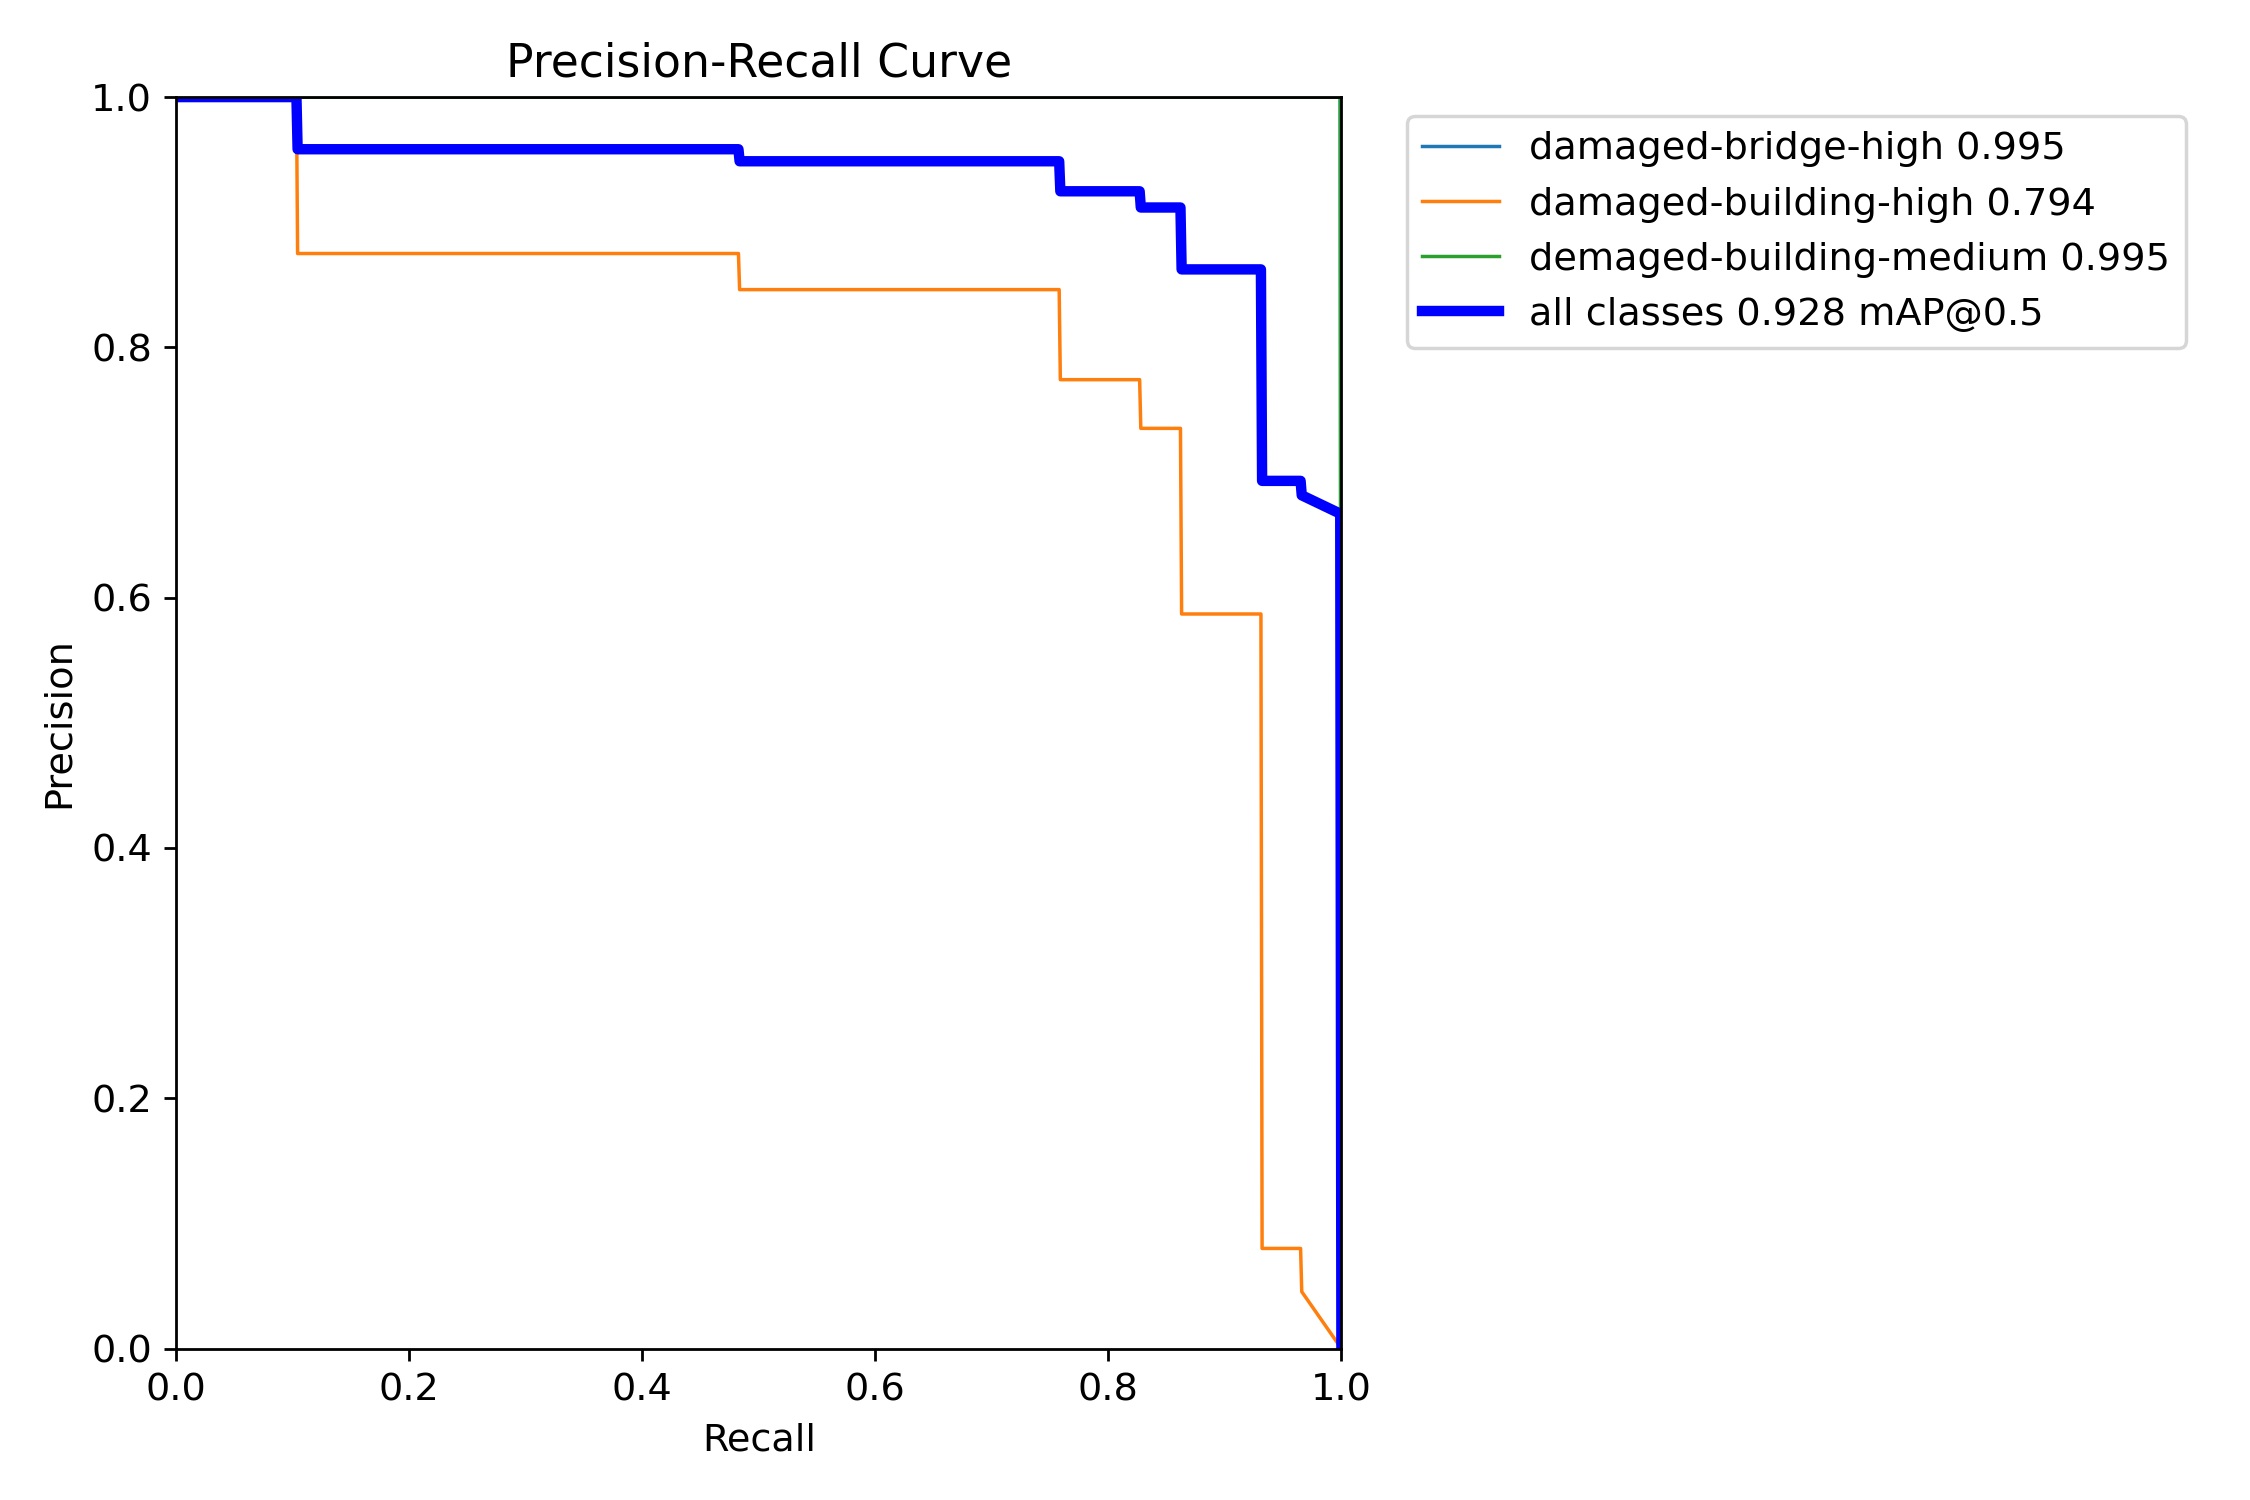 Precision-Recall Curve
1.0
0.8
0.6
0.4
0.2
0.0
Precision
0.0 0.2 0.4 0.6 0.8 1.0
Recall
damaged-bridge-high 0.995
damaged-building-high 0.794
demaged-building-medium 0.995
all classes 0.928 mAP@0.5